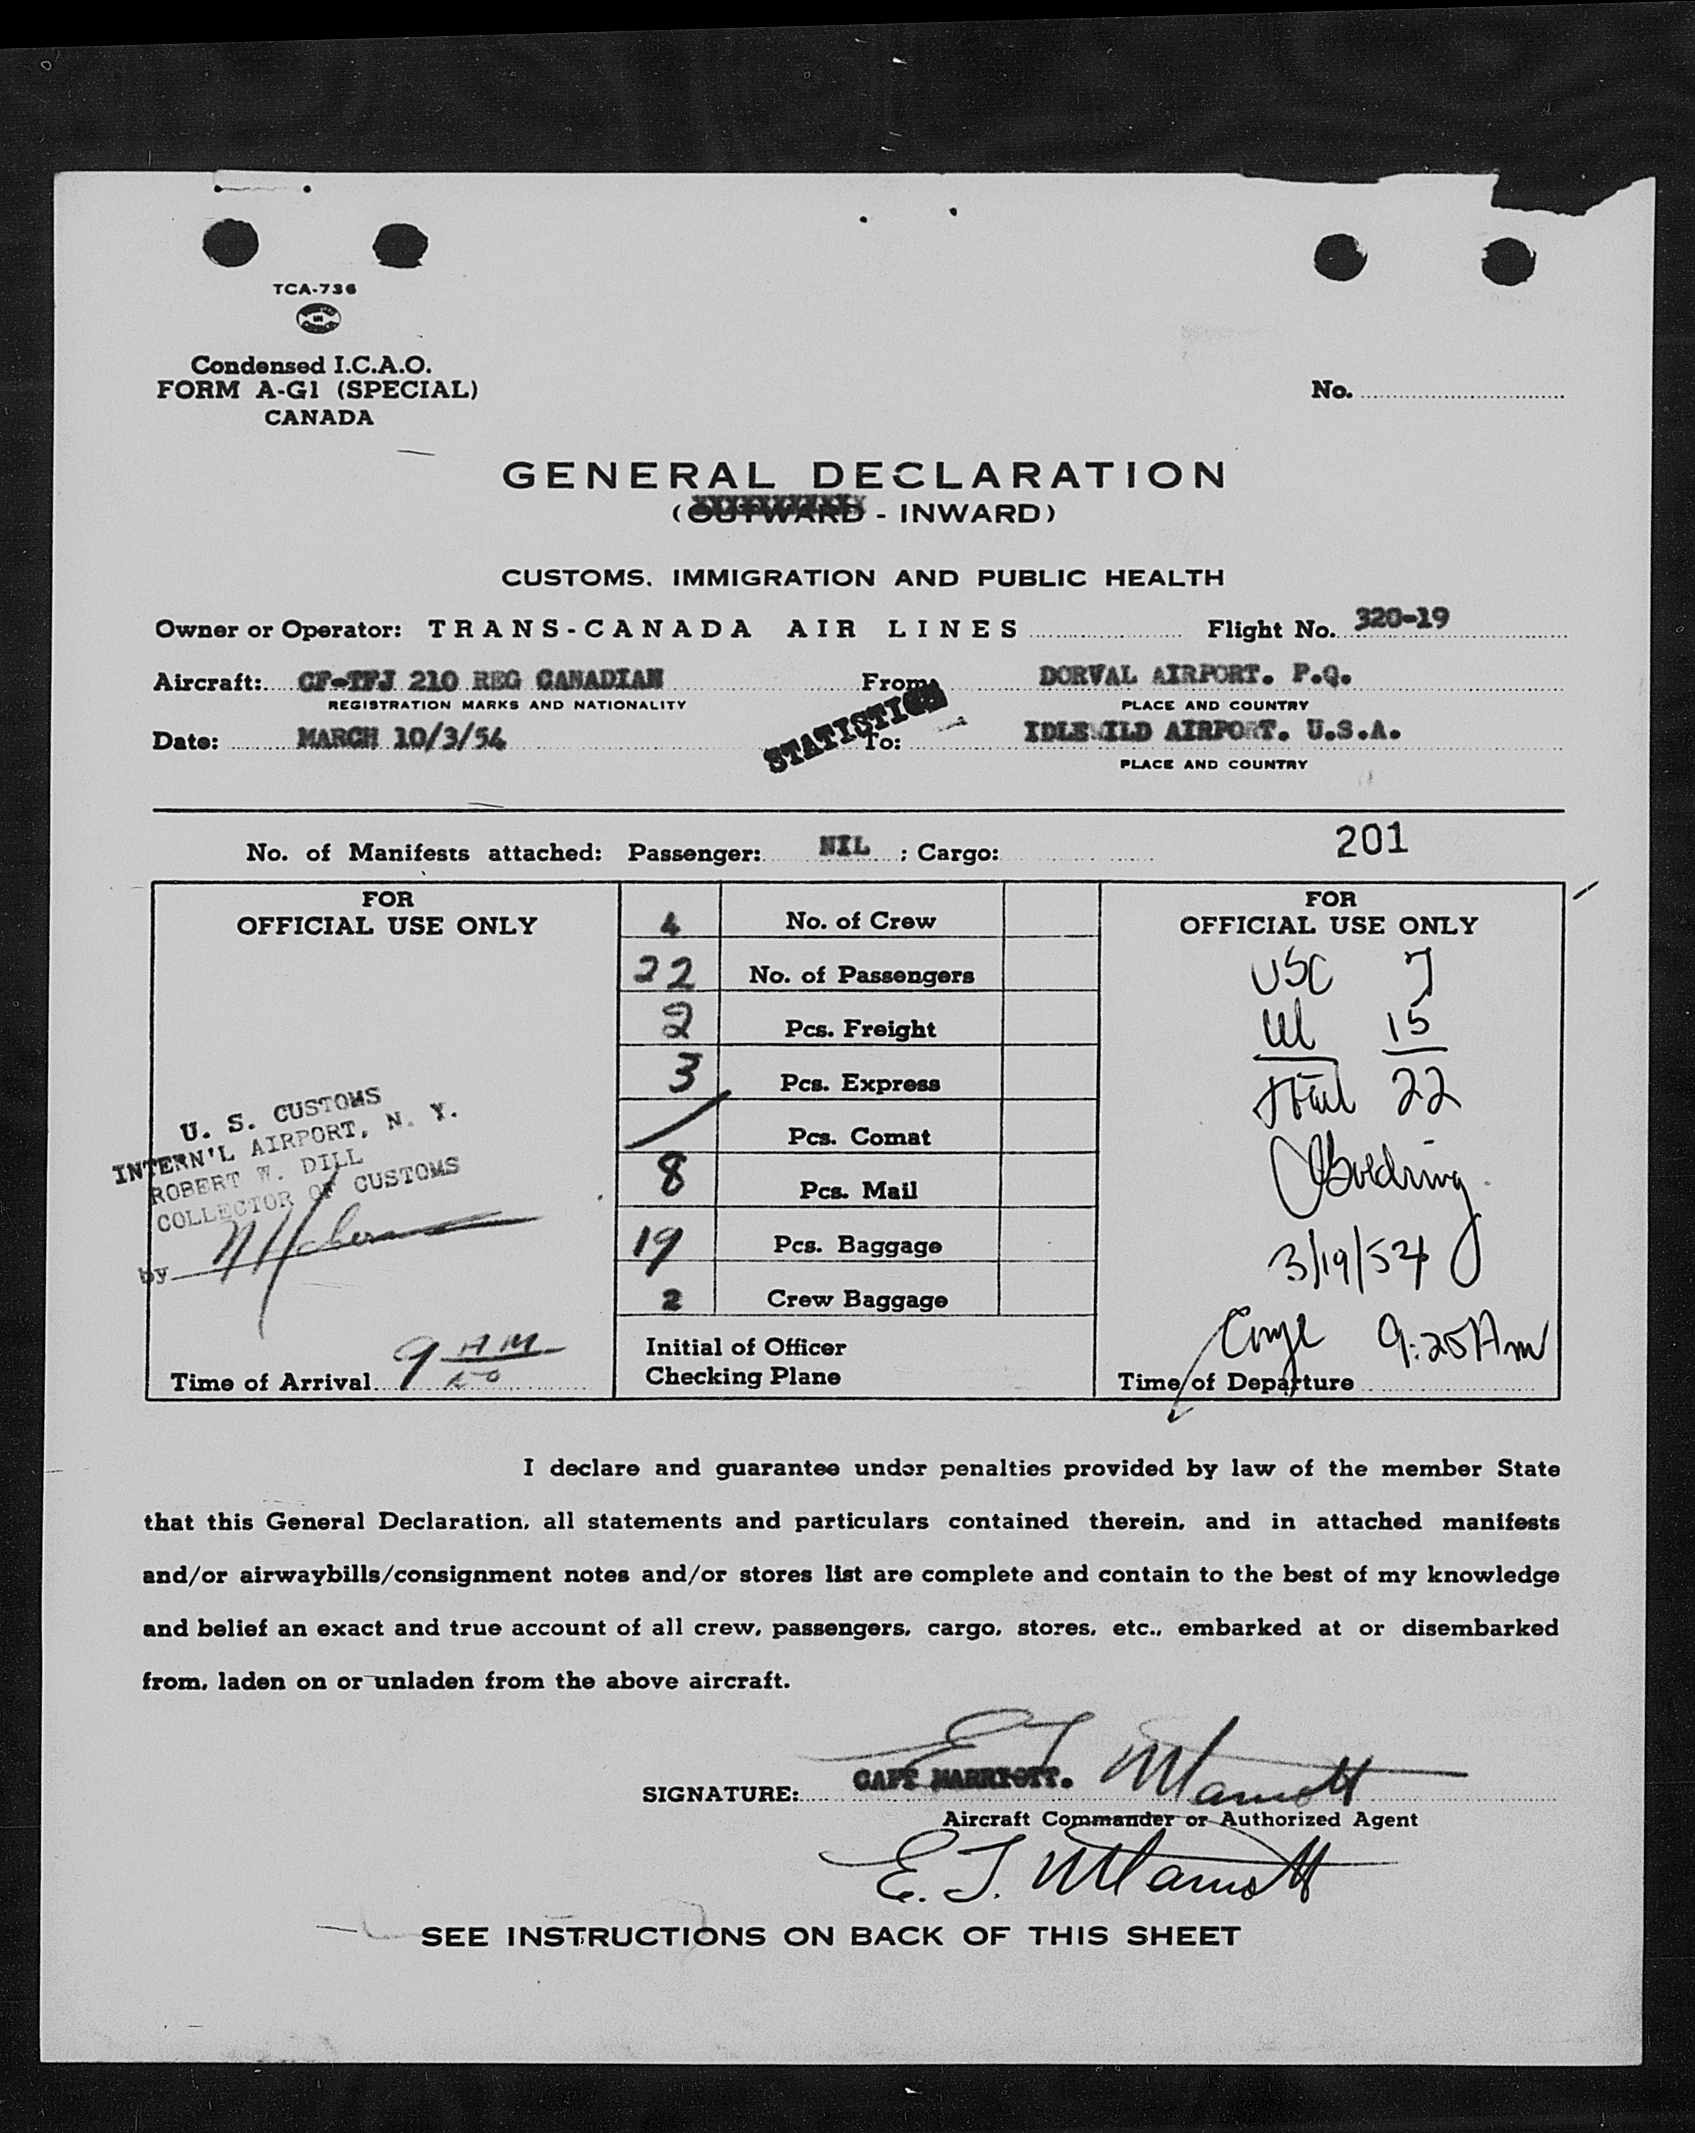 TCA-736
Condensed I.C.A.O.
FORM A-G1 (SPECIAL)
CANADA
No.
GENERAL DECLARATION
(OUTWARD - INWARD)
CUSTOMS, IMMIGRATION AND PUBLIC HEALTH
Owner or Operator: TRANS-CANADA AIR LINES Flight No. 320-19
Aircraft: CF-TFJ 210 REG CANADIAN From: DORVAL AIRPORT. P.Q.
REGISTRATION MARKS AND NATIONALITY PLACE AND COUNTRY
Date: MARCH 10/3/54 STATISTICS To: IDLEWILD AIRPORT. U.S.A.
PLACE AND COUNTRY
No. of Manifests attached: Passenger: NIL ; Cargo: 201
FOR
OFFICIAL USE ONLY
U. S. CUSTOMS
INTERN'L AIRPORT, N. Y.
ROBERT W. DILL
COLLECTOR OF CUSTOMS
by
Time of Arrival 9 AM
4 No. of Crew
22 No. of Passengers
2 Pcs. Freight
3 Pcs. Express
Pcs. Comat
8 Pcs. Mail
19 Pcs. Baggage
2 Crew Baggage
Initial of Officer
Checking Plane
FOR
OFFICIAL USE ONLY
USC 7
15
Total 22
3/19/54
9:25 Am
Time of Departure
I declare and guarantee under penalties provided by law of the member State
that this General Declaration, all statements and particulars contained therein, and in attached manifests
and/or airwaybills/consignment notes and/or stores list are complete and contain to the best of my knowledge
and belief an exact and true account of all crew, passengers, cargo, stores, etc., embarked at or disembarked
from, laden on or unladen from the above aircraft.
SIGNATURE: CAPT MARRIOTT. E J Marriott
Aircraft Commander or Authorized Agent
E. J. Marriott
SEE INSTRUCTIONS ON BACK OF THIS SHEET